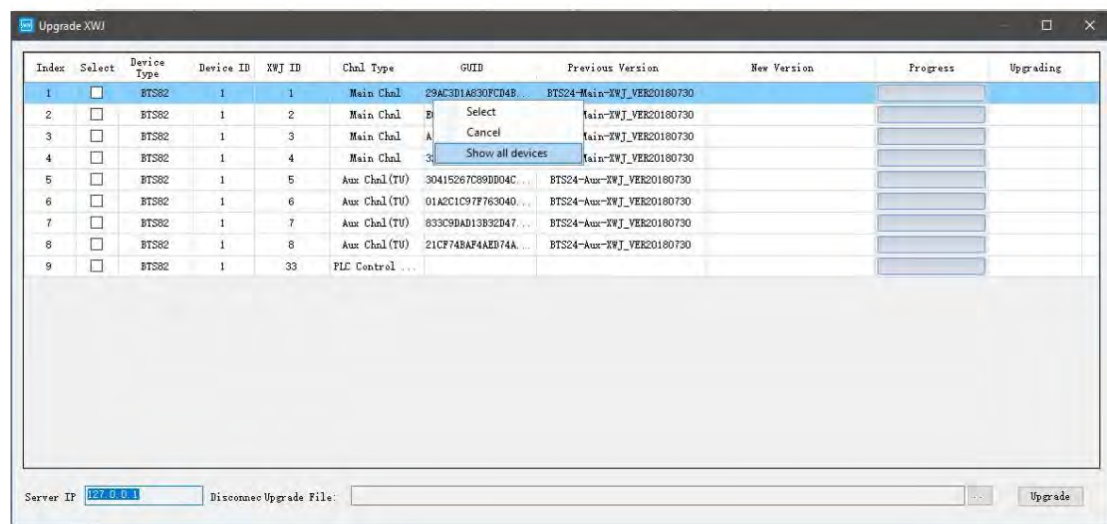 Upgrade XWJ
Index Select Device Type Device ID XWJ ID Chnl Type GUID Previous Version New Version Progress Upgrading
1 BTS82 1 1 Main Chnl 29AC3D1A830FCD4B... BTS24-Main-XWJ_VER20180730
2 BTS82 1 2 Main Chnl Main-XWJ_VER20180730
3 BTS82 1 3 Main Chnl A Main-XWJ_VER20180730
4 BTS82 1 4 Main Chnl Main-XWJ_VER20180730
Select
Cancel
Show all devices
5 BTS82 1 5 Aux Chnl(TU) 30415267C89DD04C... BTS24-Aux-XWJ_VER20180730
6 BTS82 1 6 Aux Chnl(TU) 01A2C1C97F763040... BTS24-Aux-XWJ_VER20180730
7 BTS82 1 7 Aux Chnl(TU) 833C9DAD13B32D47... BTS24-Aux-XWJ_VER20180730
8 BTS82 1 8 Aux Chnl(TU) 21CF74BAF4AED74A... BTS24-Aux-XWJ_VER20180730
9 BTS82 1 33 PLC Control ...
Server IP 127.0.0.1 Disconnec Upgrade File: ... Upgrade